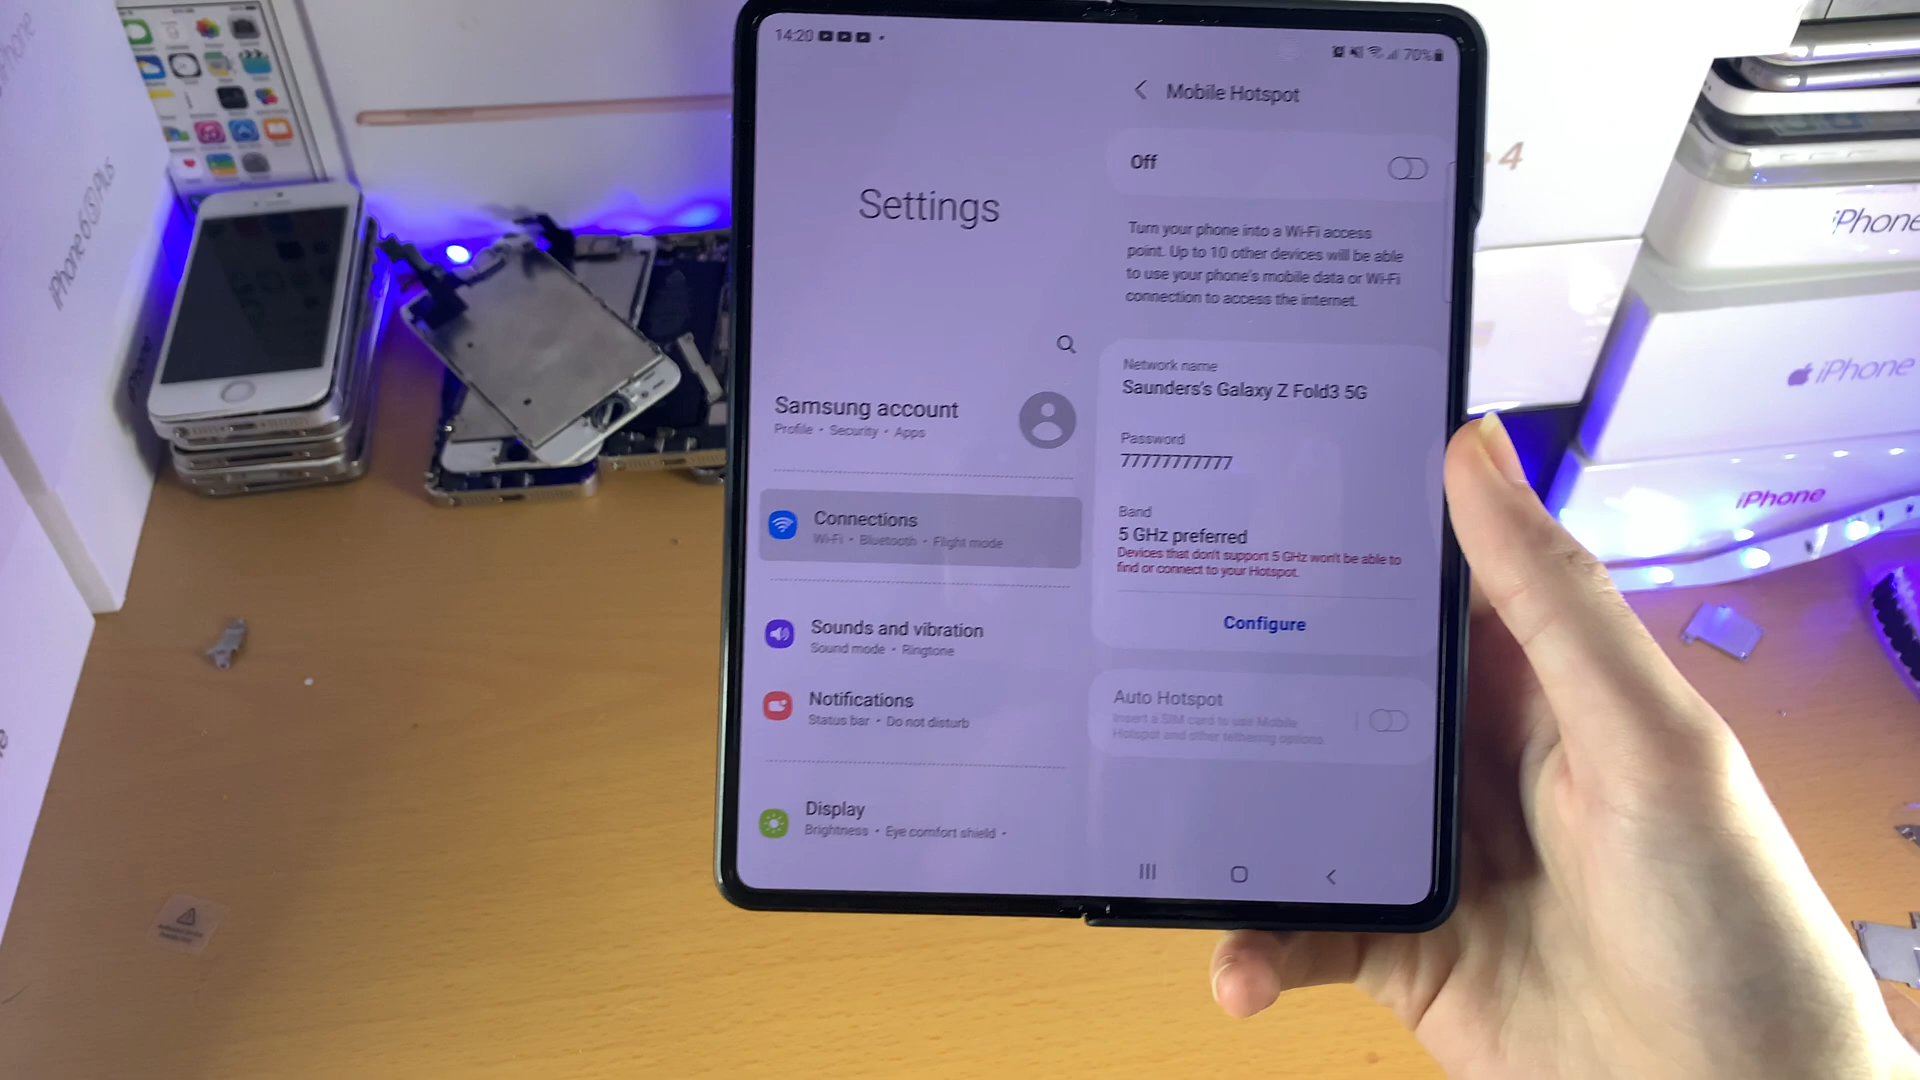 14:20
70%
Mobile Hotspot
Off
Turn your phone into a Wi-Fi access
point. Up to 10 other devices will be able
to use your phone's mobile data or Wi-Fi
connection to access the internet.
Settings
Samsung account
Profile • Security • Apps
Connections
Wi-Fi • Bluetooth • Flight mode
Sounds and vibration
Sound mode • Ringtone
Notifications
Status bar • Do not disturb
Display
Brightness • Eye comfort shield •
Network name
Saunders's Galaxy Z Fold3 5G
Password
77777777777
Band
5 GHz preferred
Devices that don't support 5 GHz won't be able to
find or connect to your Hotspot.
Configure
Auto Hotspot
Insert a SIM card to use Mobile
Hotspot and other tethering options.
iPhone 6S Plus
iPhone
4
iPhone
iPhone
iPhone